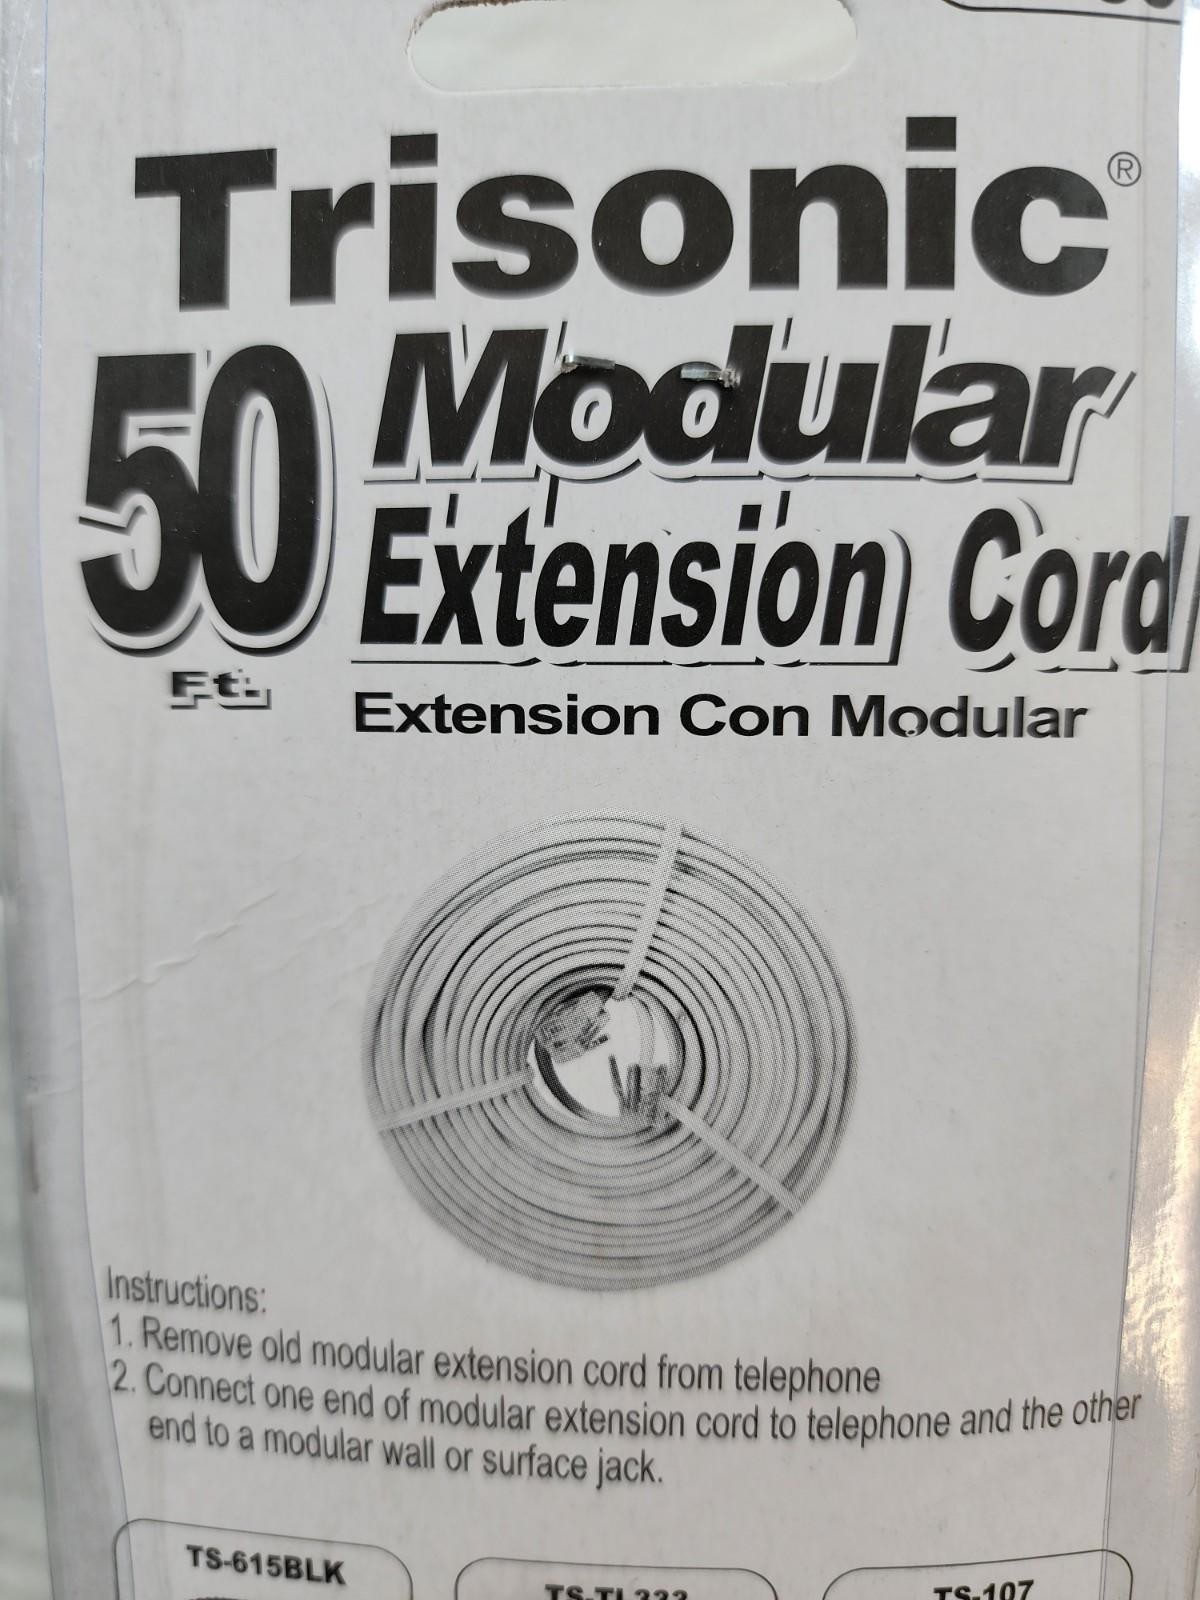 Trisonic®
50 Ft.
Modular
Extension Cord
Extension Con Modular
Instructions:
1. Remove old modular extension cord from telephone
2. Connect one end of modular extension cord to telephone and the other
end to a modular wall or surface jack.
TS-615BLK
TS-107